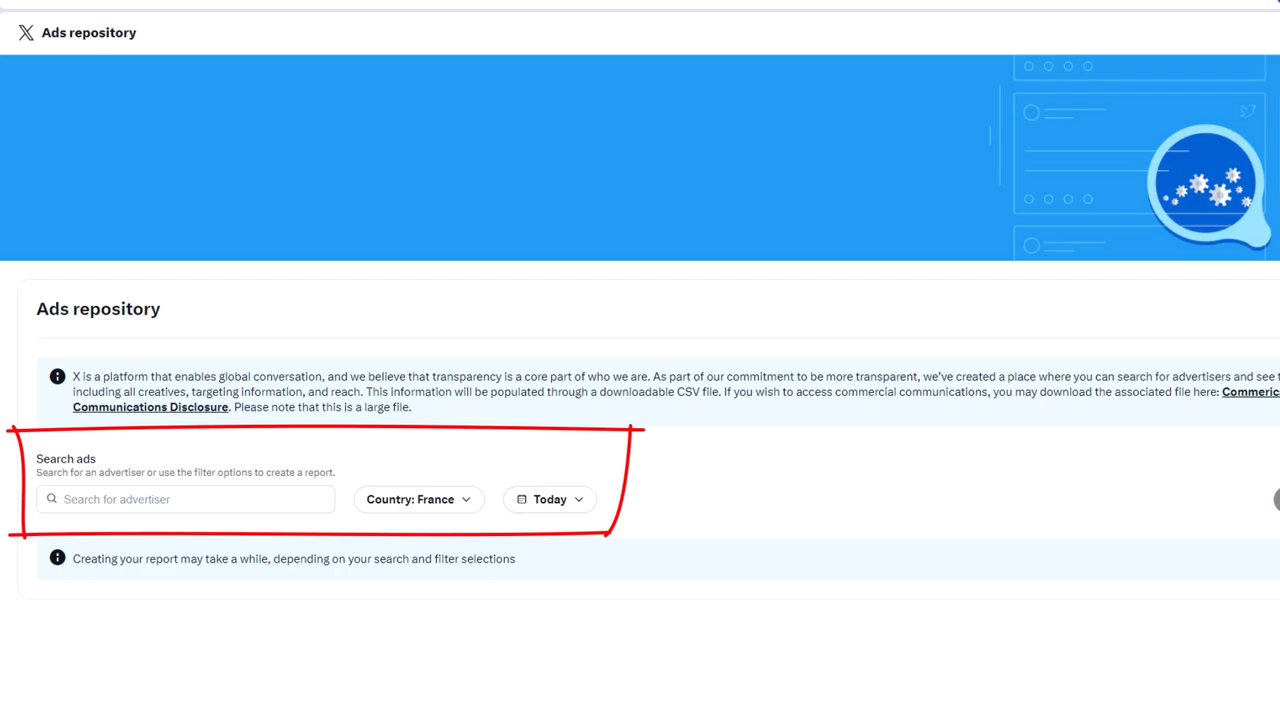 Ads repository
Ads repository
X is a platform that enables global conversation, and we believe that transparency is a core part of who we are. As part of our commitment to be more transparent, we've created a place where you can search for advertisers and see
including all creatives, targeting information, and reach. This information will be populated through a downloadable CSV file. If you wish to access commercial communications, you may download the associated file here:
Communications Disclosure. Please note that this is a large file.
Search ads
Search for an advertiser or use the filter options to create a report.
Search for advertiser
Country: France
Today
Creating your report may take a while, depending on your search and filter selections